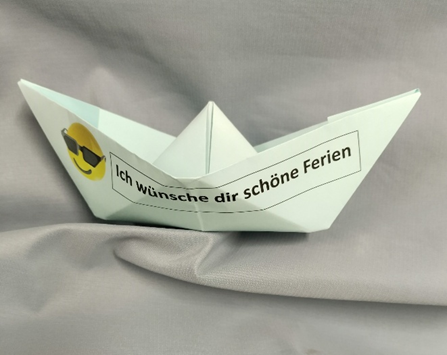 Ich wünsche dir schöne Ferien